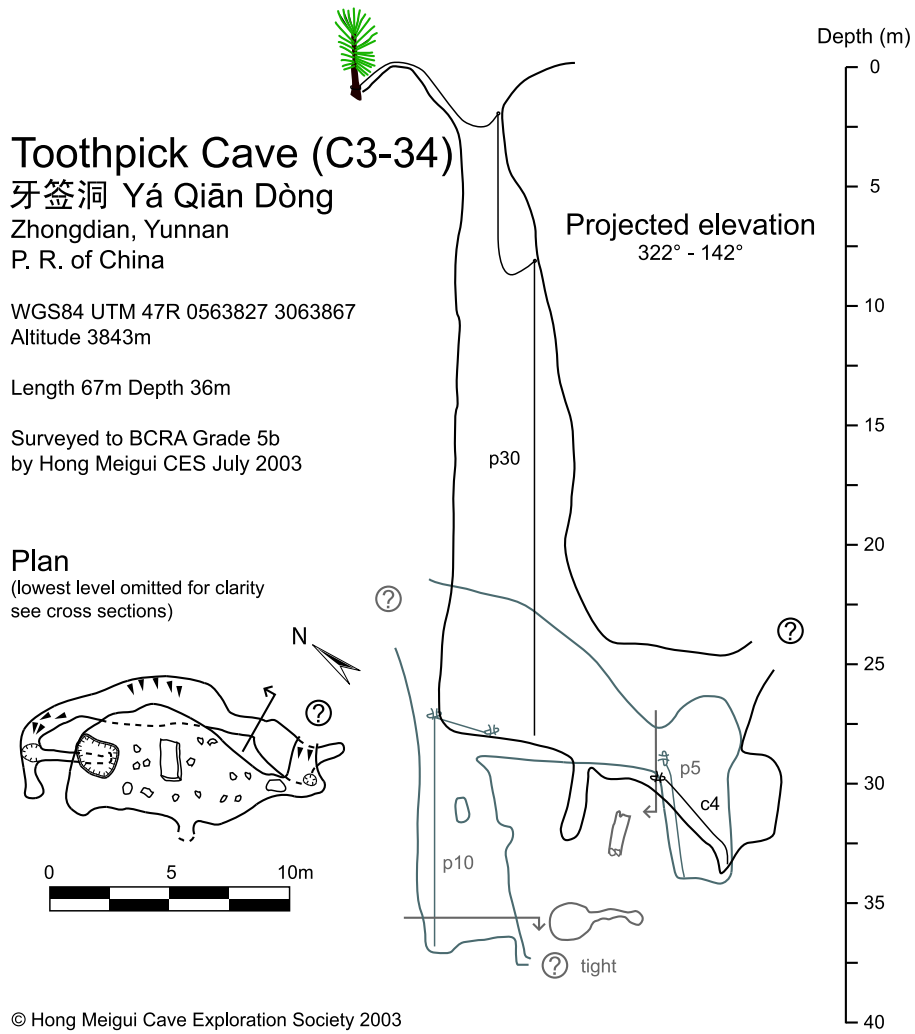 Toothpick Cave (C3-34)
牙签洞 Yá Qiān Dòng
Zhongdian, Yunnan
P. R. of China
WGS84 UTM 47R 0563827 3063867
Altitude 3843m
Length 67m Depth 36m
Surveyed to BCRA Grade 5b
by Hong Meigui CES July 2003
Plan
(lowest level omitted for clarity
see cross sections)
N
?
0 5 10m
© Hong Meigui Cave Exploration Society 2003
Projected elevation
322° - 142°
p30
?
?
p5
c4
p10
? tight
Depth (m)
0
5
10
15
20
25
30
35
40